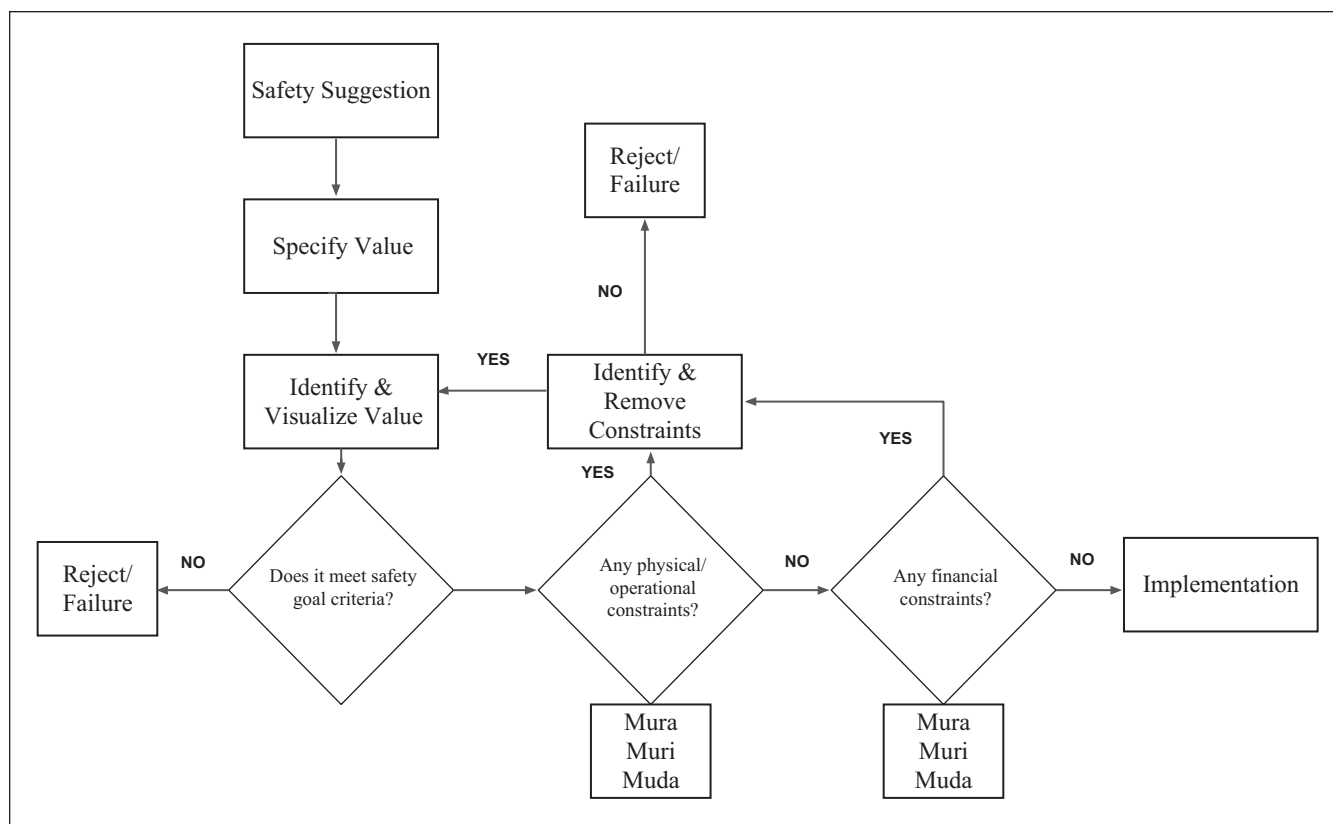 Safety Suggestion
Reject/
Failure
Specify Value
NO
YES
Identify &
Visualize Value
Identify &
Remove
Constraints
YES
YES
NO
Reject/
Failure
Does it meet safety
goal criteria?
Any physical/
operational
constraints?
NO
Any financial
constraints?
NO
Implementation
Mura
Muri
Muda
Mura
Muri
Muda